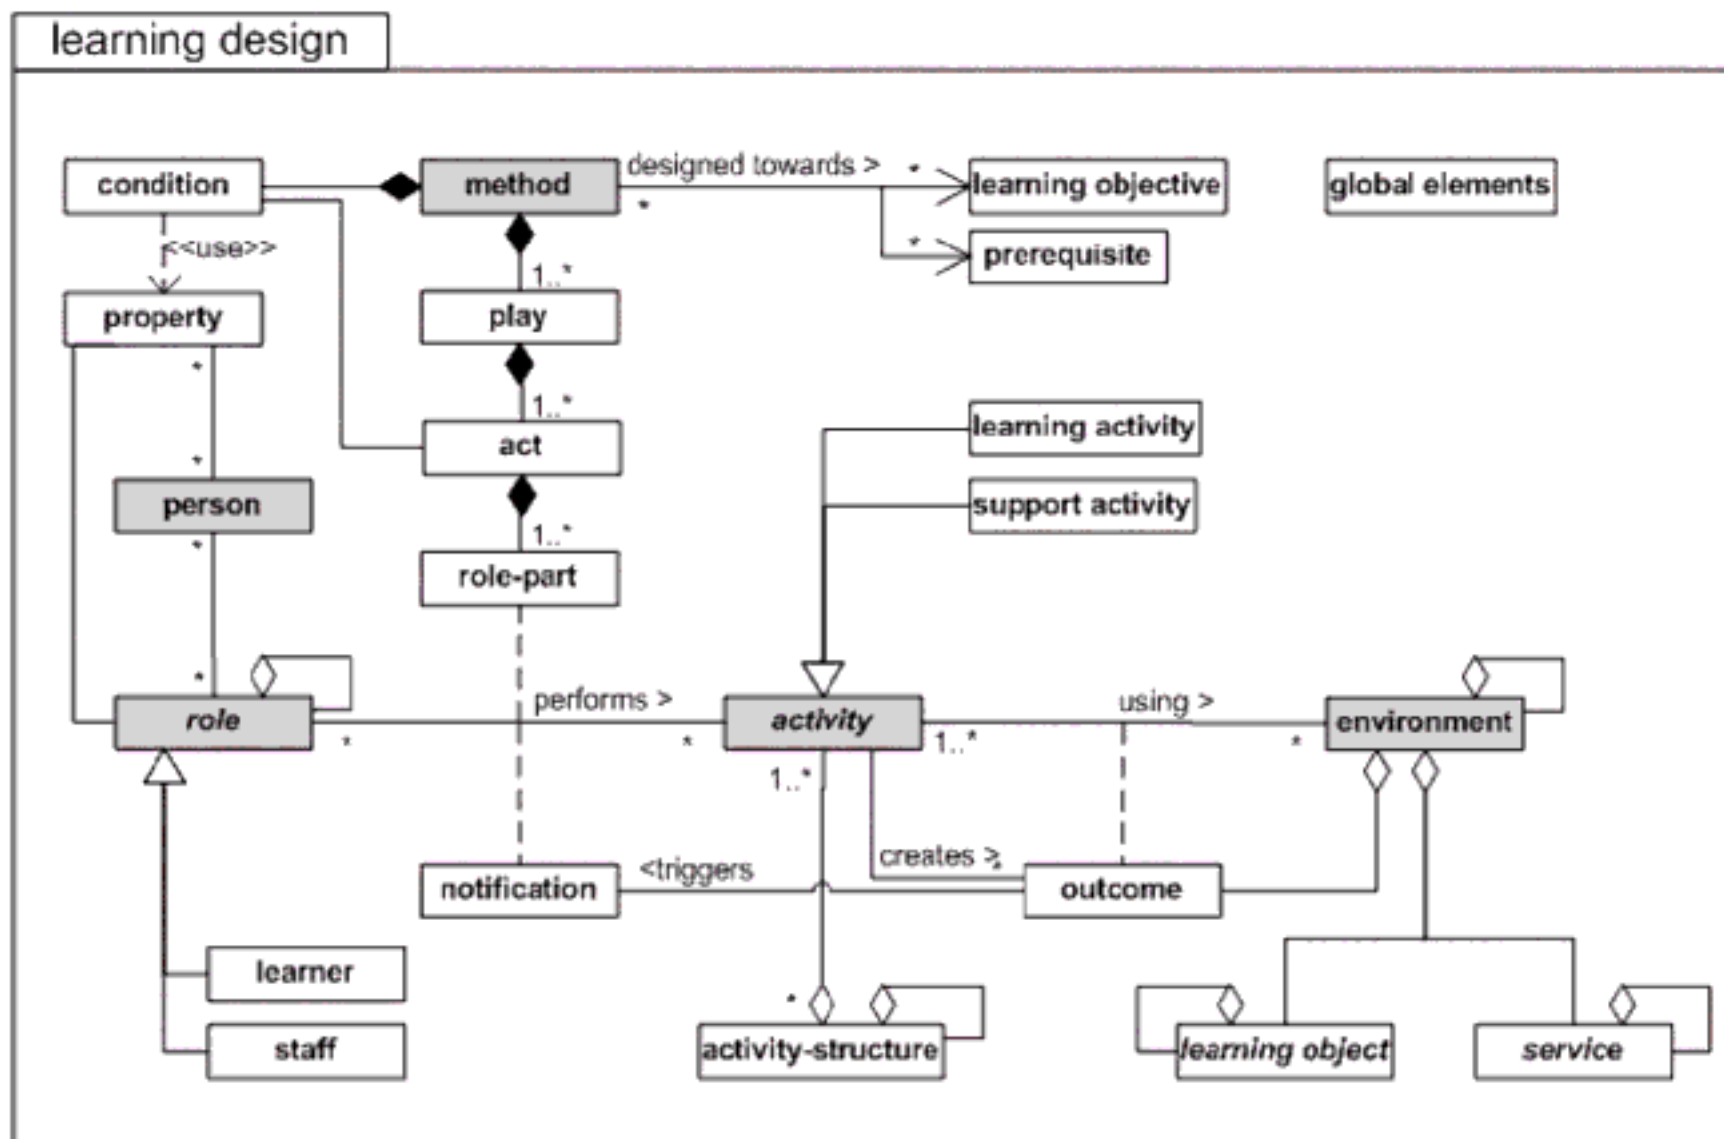 learning design
condition
method
designed towards >
*
*
learning objective
global elements
<<use>>
*
prerequisite
1..*
property
play
*
1..*
learning activity
act
*
person
support activity
*
1..*
role-part
*
role
performs >
*
*
activity
using >
1..*
*
environment
1..*
notification
<triggers
creates >
*
outcome
learner
staff
*
activity-structure
learning object
service